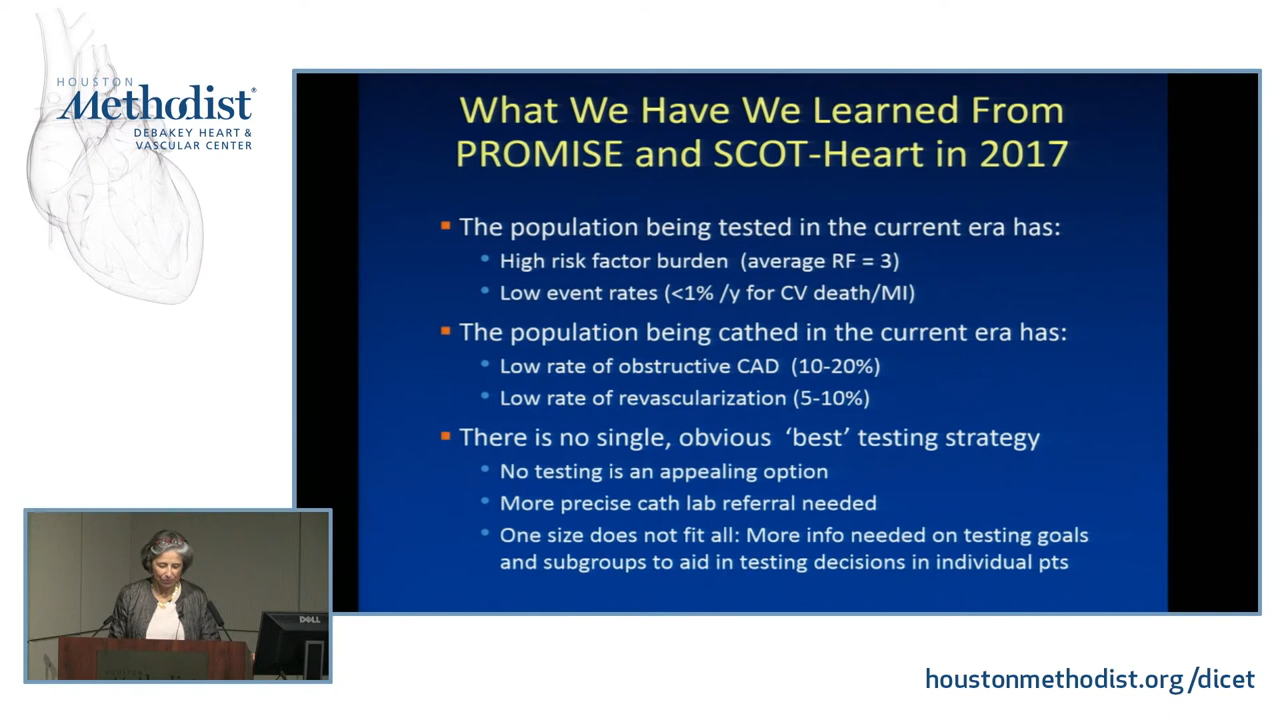 HOUSTON
Methodist®
DEBAKEY HEART &
VASCULAR CENTER
What We Have We Learned From
PROMISE and SCOT-Heart in 2017
The population being tested in the current era has:
High risk factor burden (average RF = 3)
Low event rates (<1% /y for CV death/MI)
The population being cathed in the current era has:
Low rate of obstructive CAD (10-20%)
Low rate of revascularization (5-10%)
There is no single, obvious ‘best’ testing strategy
No testing is an appealing option
More precise cath lab referral needed
One size does not fit all: More info needed on testing goals
and subgroups to aid in testing decisions in individual pts
DELL
houstonmethodist.org/dicet